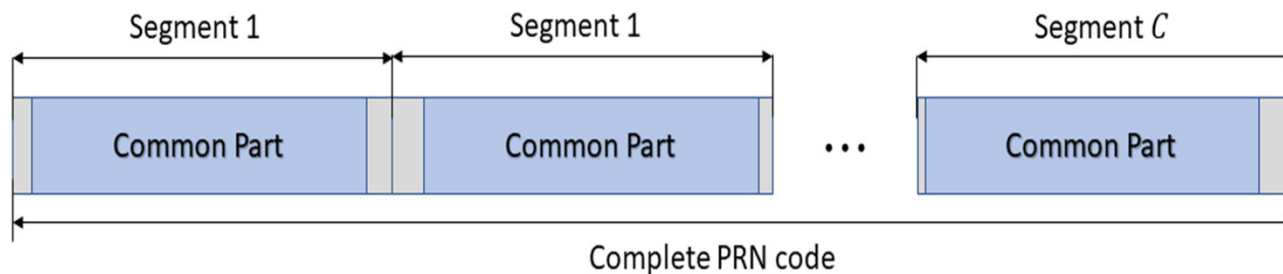 Segment 1
Segment 1
Segment C
Common Part
Common Part
...
Common Part
Complete PRN code